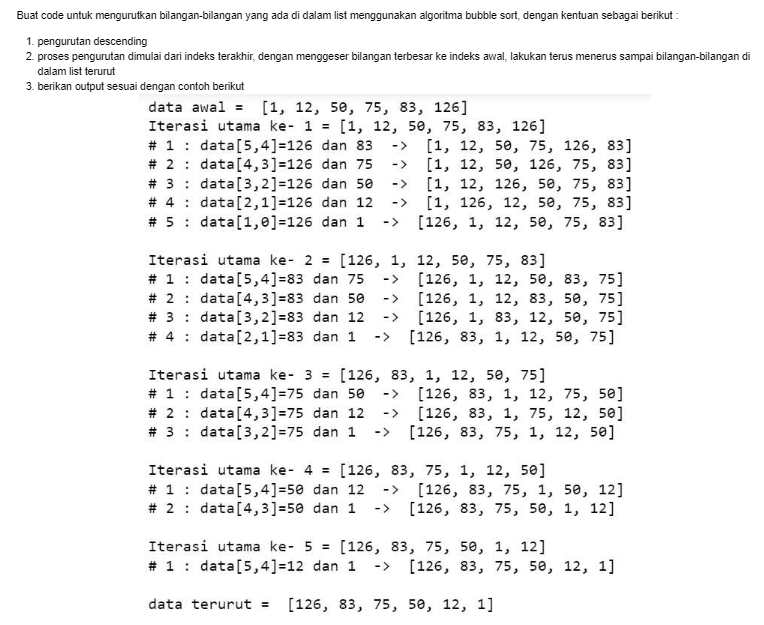 Buat code untuk mengurutkan bilangan-bilangan yang ada di dalam list menggunakan algoritma bubble sort, dengan kentuan sebagai berikut :
1. pengurutan descending
2. proses pengurutan dimulai dari indeks terakhir, dengan menggeser bilangan terbesar ke indeks awal, lakukan terus menerus sampai bilangan-bilangan di
dalam list terurut
3. berikan output sesuai dengan contoh berikut
data awal =  [1, 12, 50, 75, 83, 126]
Iterasi utama ke- 1 = [1, 12, 50, 75, 83, 126]
# 1 : data[5,4]=126 dan 83  ->  [1, 12, 50, 75, 126, 83]
# 2 : data[4,3]=126 dan 75  ->  [1, 12, 50, 126, 75, 83]
# 3 : data[3,2]=126 dan 50  ->  [1, 12, 126, 50, 75, 83]
# 4 : data[2,1]=126 dan 12  ->  [1, 126, 12, 50, 75, 83]
# 5 : data[1,0]=126 dan 1  ->  [126, 1, 12, 50, 75, 83]
Iterasi utama ke- 2 = [126, 1, 12, 50, 75, 83]
# 1 : data[5,4]=83 dan 75  ->  [126, 1, 12, 50, 83, 75]
# 2 : data[4,3]=83 dan 50  ->  [126, 1, 12, 83, 50, 75]
# 3 : data[3,2]=83 dan 12  ->  [126, 1, 83, 12, 50, 75]
# 4 : data[2,1]=83 dan 1  ->  [126, 83, 1, 12, 50, 75]
Iterasi utama ke- 3 = [126, 83, 1, 12, 50, 75]
# 1 : data[5,4]=75 dan 50  ->  [126, 83, 1, 12, 75, 50]
# 2 : data[4,3]=75 dan 12  ->  [126, 83, 1, 75, 12, 50]
# 3 : data[3,2]=75 dan 1  ->  [126, 83, 75, 1, 12, 50]
Iterasi utama ke- 4 = [126, 83, 75, 1, 12, 50]
# 1 : data[5,4]=50 dan 12  ->  [126, 83, 75, 1, 50, 12]
# 2 : data[4,3]=50 dan 1  ->  [126, 83, 75, 50, 1, 12]
Iterasi utama ke- 5 = [126, 83, 75, 50, 1, 12]
# 1 : data[5,4]=12 dan 1  ->  [126, 83, 75, 50, 12, 1]
data terurut =  [126, 83, 75, 50, 12, 1]